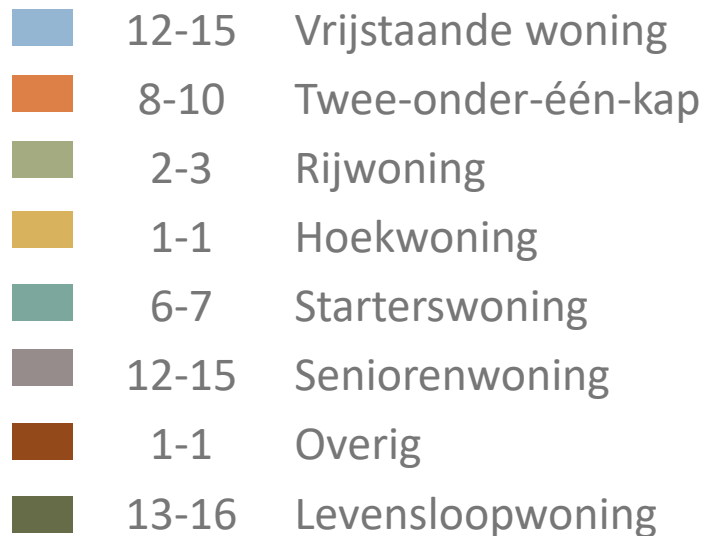 12-15 Vrijstaande woning
8-10 Twee-onder-één-kap
2-3 Rijwoning
1-1 Hoekwoning
6-7 Starterswoning
12-15 Seniorenwoning
1-1 Overig
13-16 Levensloopwoning